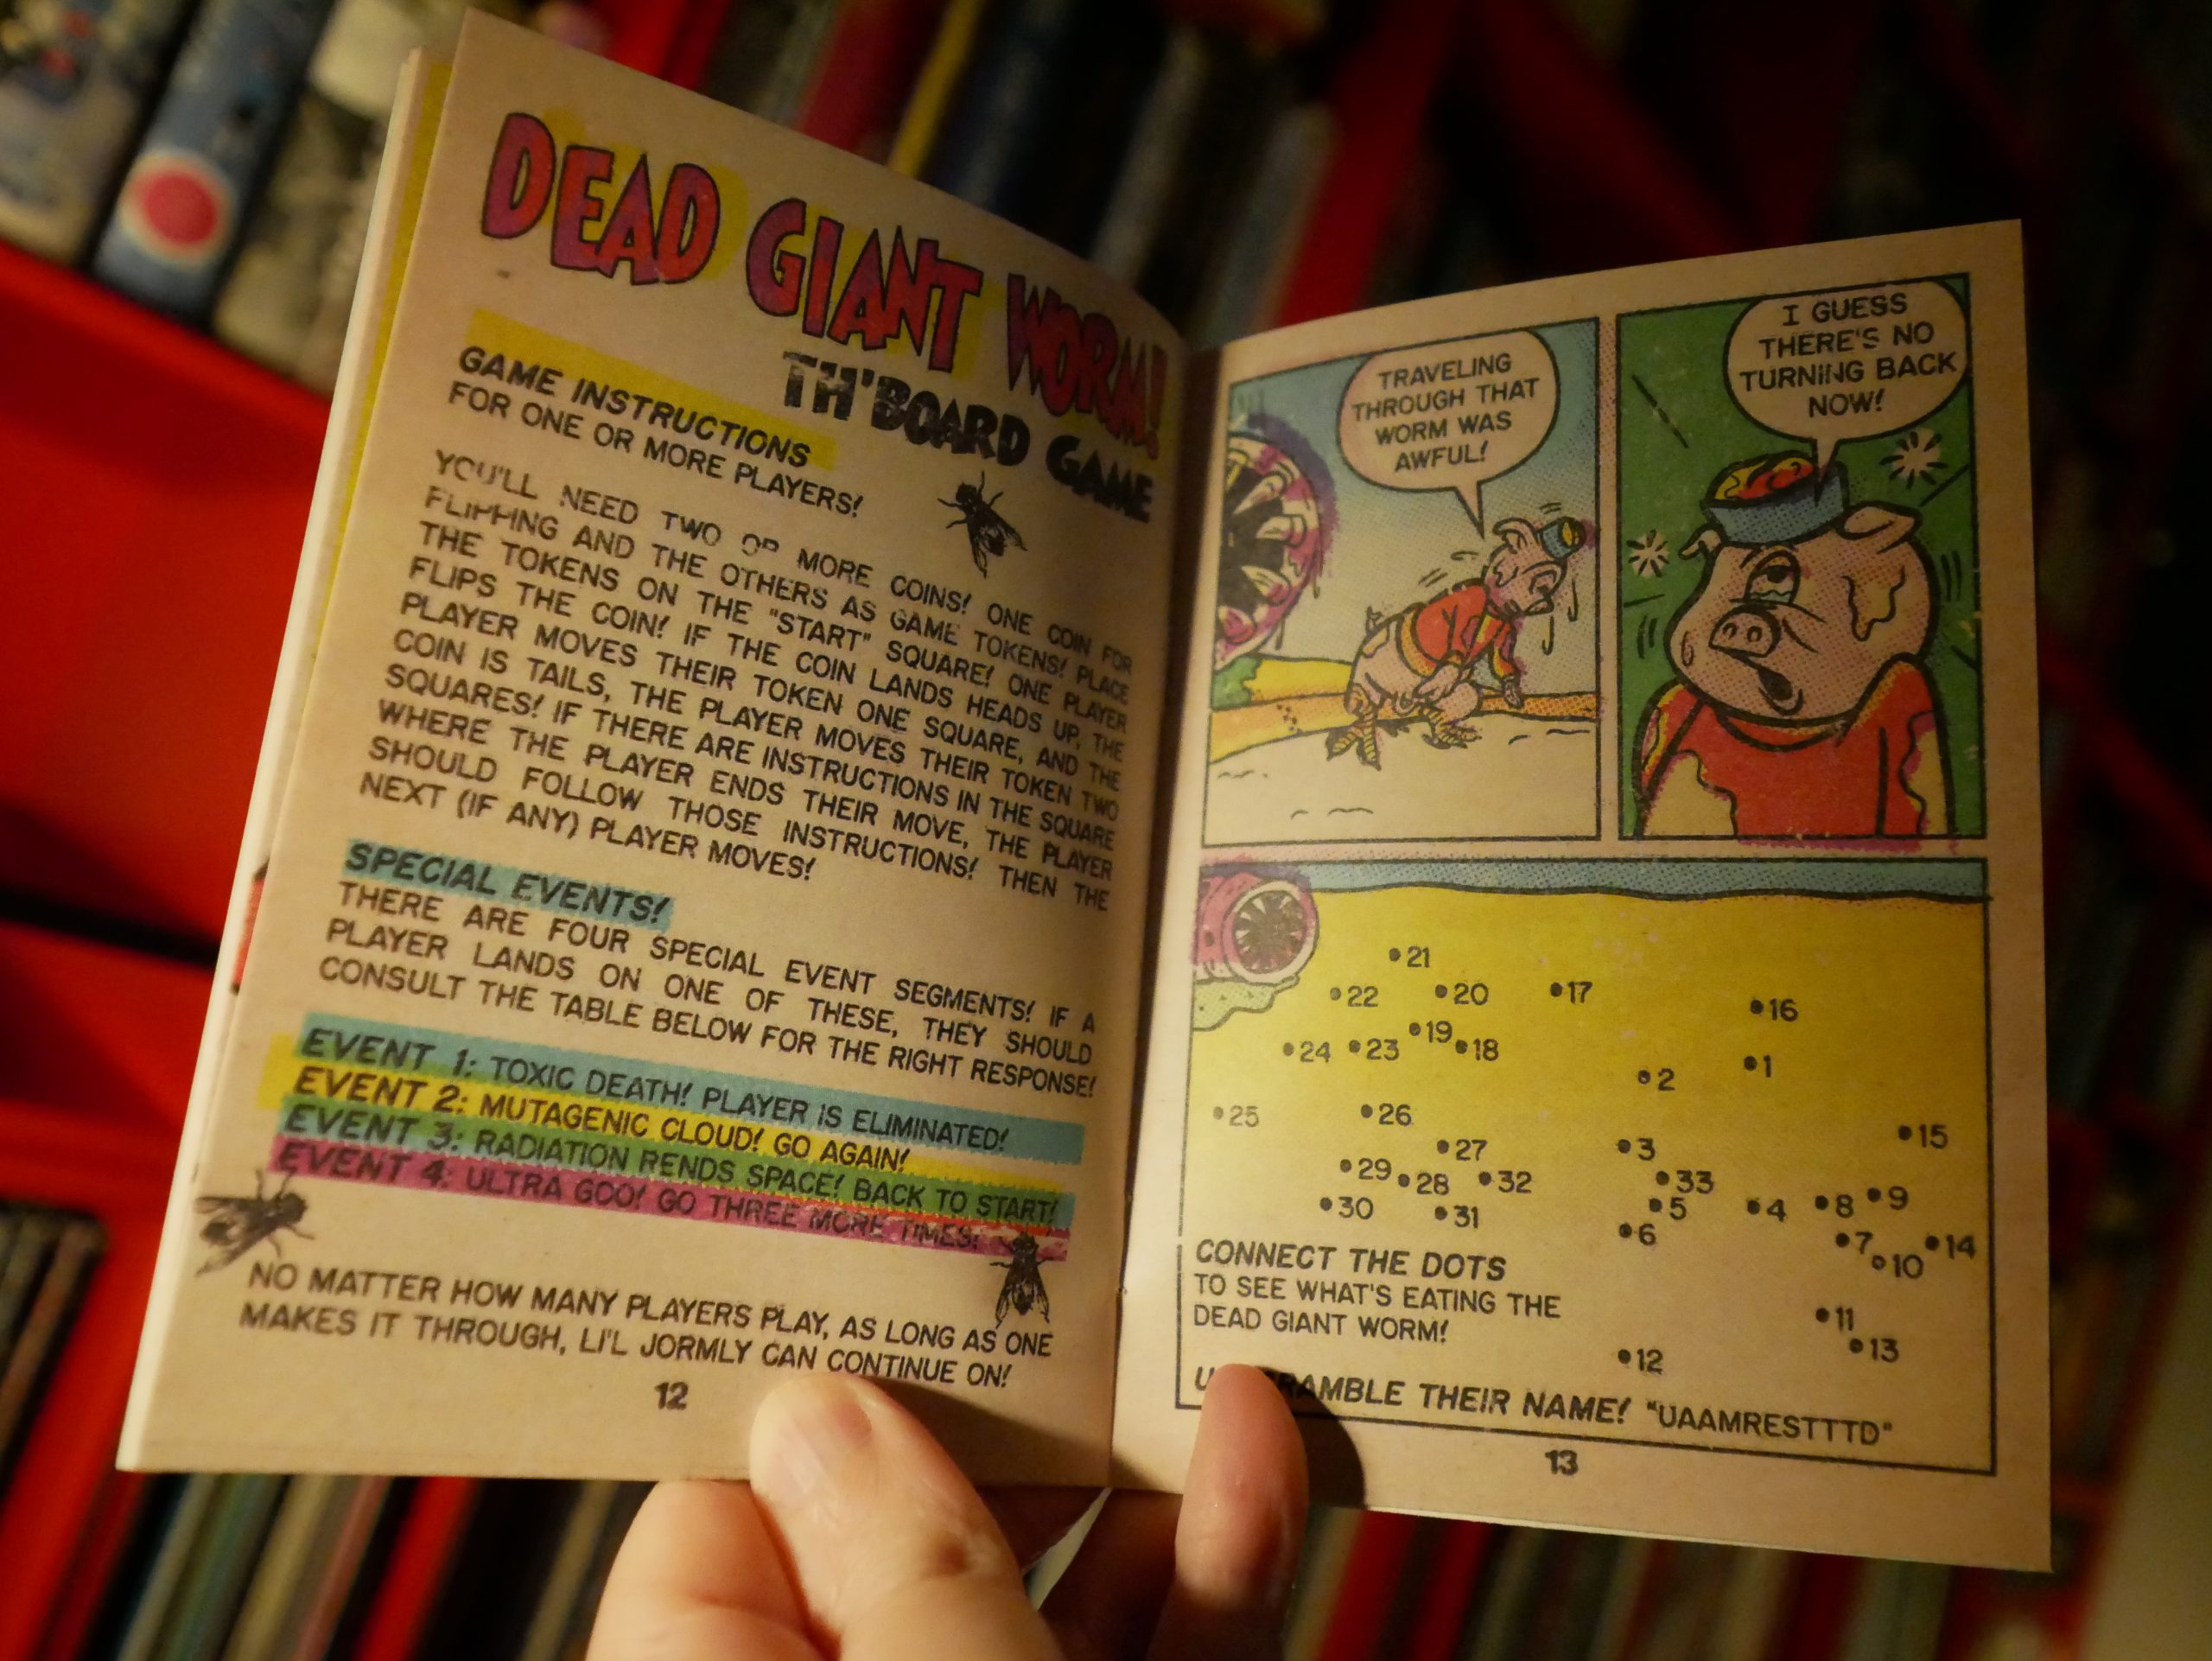 DEAD GIANT WORM!
TH' BOARD GAME
GAME INSTRUCTIONS
FOR ONE OR MORE PLAYERS!
YOU'LL NEED TWO OR MORE COINS! ONE COIN FOR
FLIPPING AND THE OTHERS AS GAME TOKENS! PLACE
THE TOKENS ON THE "START" SQUARE! ONE PLAYER
FLIPS THE COIN! IF THE COIN LANDS HEADS UP, THE
PLAYER MOVES THEIR TOKEN ONE SQUARE, AND THE
COIN IS TAILS, THE PLAYER MOVES THEIR TOKEN TWO
SQUARES! IF THERE ARE INSTRUCTIONS IN THE SQUARE
WHERE THE PLAYER ENDS THEIR MOVE, THE PLAYER
SHOULD FOLLOW THOSE INSTRUCTIONS! THEN THE
NEXT (IF ANY) PLAYER MOVES!
SPECIAL EVENTS!
THERE ARE FOUR SPECIAL EVENT SEGMENTS! IF A
PLAYER LANDS ON ONE OF THESE, THEY SHOULD
CONSULT THE TABLE BELOW FOR THE RIGHT RESPONSE!
EVENT 1: TOXIC DEATH! PLAYER IS ELIMINATED!
EVENT 2: MUTAGENIC CLOUD! GO AGAIN!
EVENT 3: RADIATION RENDS SPACE! BACK TO START!
EVENT 4: ULTRA GOO! GO THREE MORE TIMES!
NO MATTER HOW MANY PLAYERS PLAY, AS LONG AS ONE
MAKES IT THROUGH, LI'L JORMLY CAN CONTINUE ON!
12
TRAVELING
THROUGH THAT
WORM WAS
AWFUL!
I GUESS
THERE'S NO
TURNING BACK
NOW!
21
22 20 17 16
24 23 19 18
2 1
25 26
27 3 15
29 28 32 33
30 31 5 4 8 9
6 7 10 14
11
12 13
CONNECT THE DOTS
TO SEE WHAT'S EATING THE
DEAD GIANT WORM!
THEIR NAME! "UAAMRESTTTD"
13